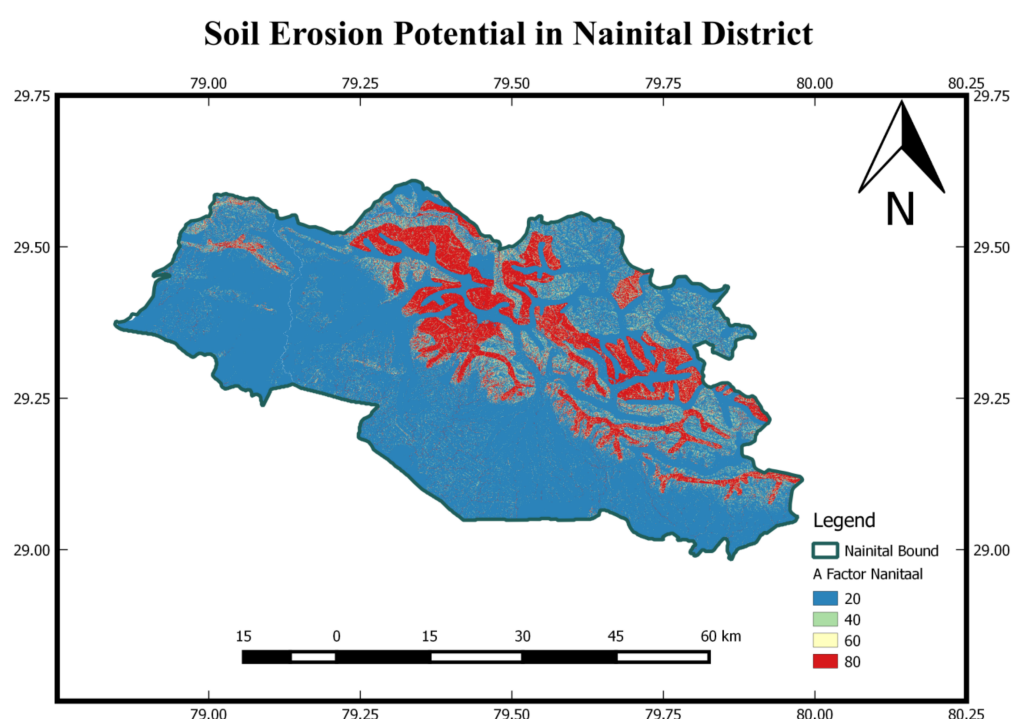 Soil Erosion Potential in Nainital District
79.00 79.25 79.50 79.75 80.00 80.25
29.75 29.75
N
29.50 29.50
29.25 29.25
Legend
29.00 Nainital Bound 29.00
A Factor Nanitaal
20
40
60
80
15 0 15 30 45 60 km
79.00 79.25 79.50 79.75 80.00 80.25